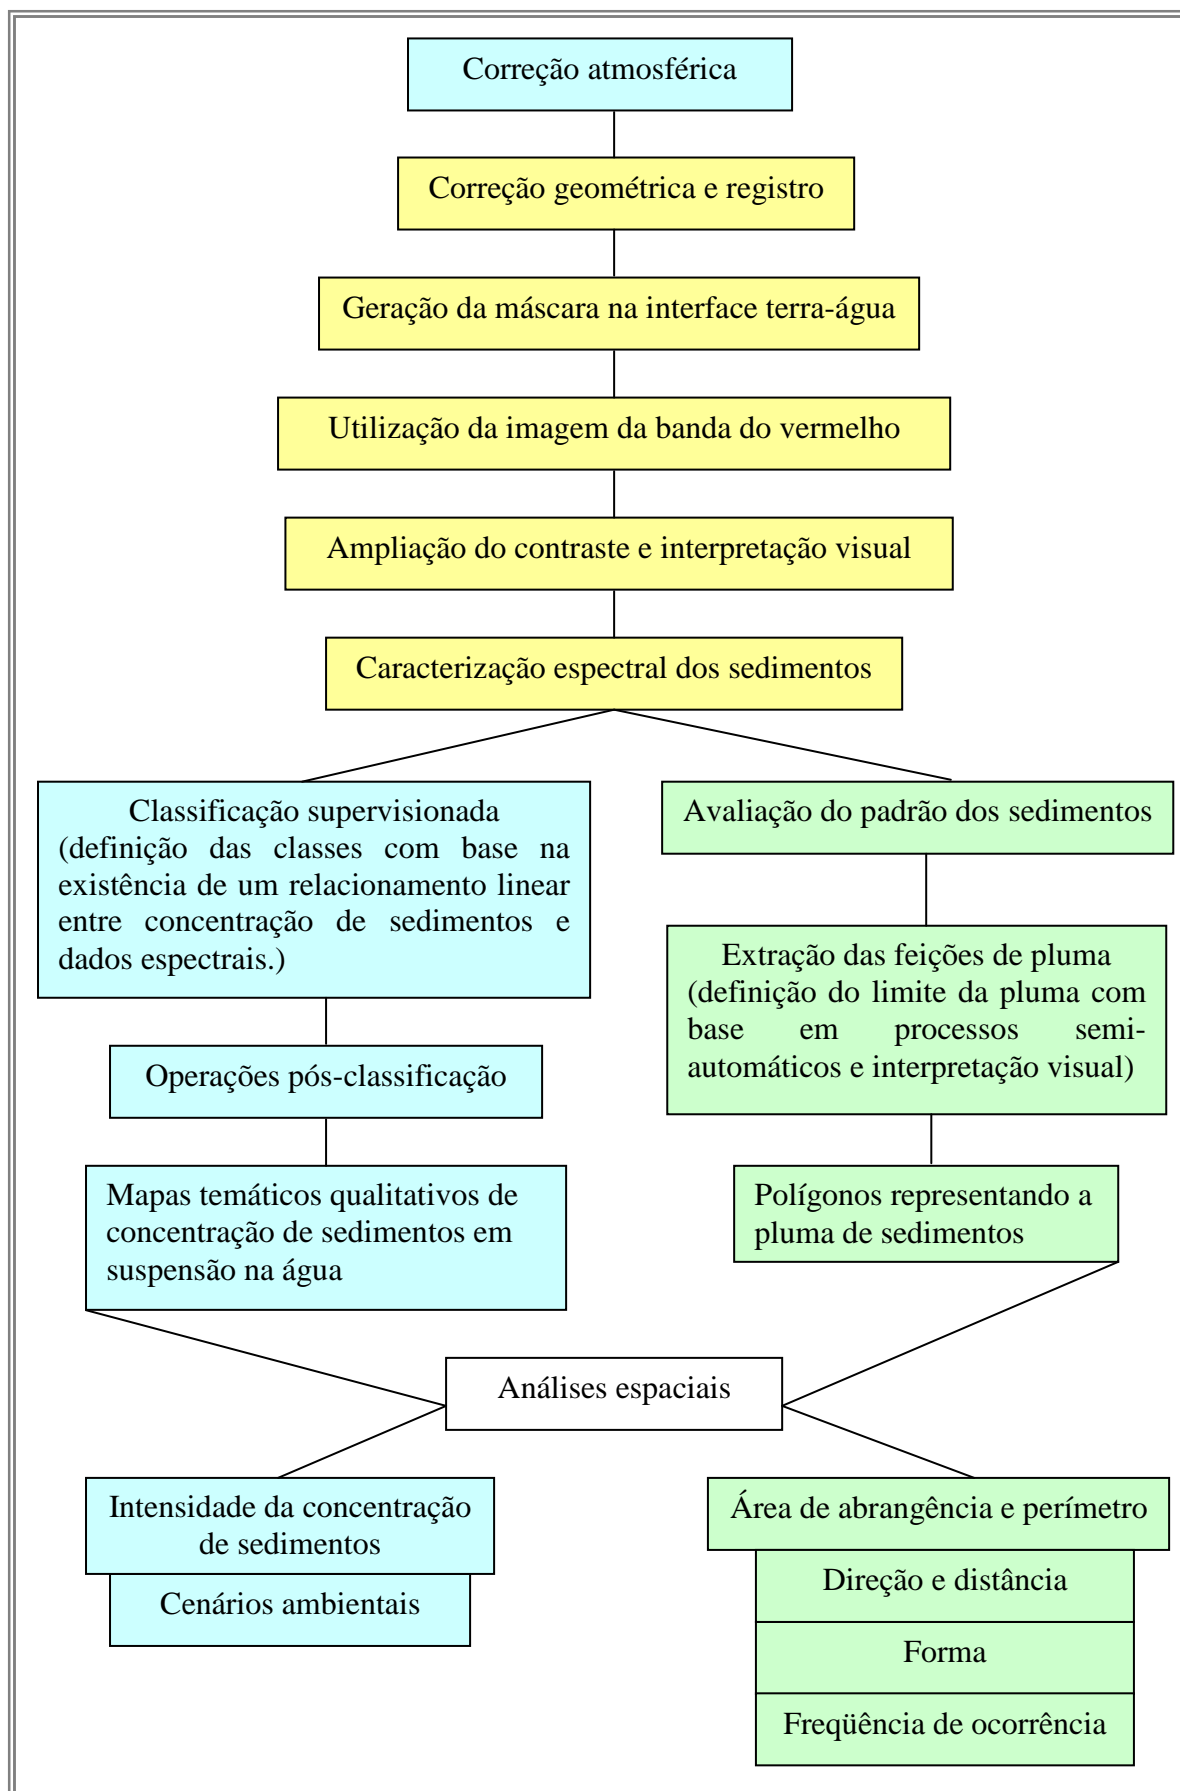 Correção atmosférica
Correção geométrica e registro
Geração da máscara na interface terra-água
Utilização da imagem da banda do vermelho
Ampliação do contraste e interpretação visual
Caracterização espectral dos sedimentos
Classificação supervisionada
(definição das classes com base na
existência de um relacionamento linear
entre concentração de sedimentos e
dados espectrais.)
Operações pós-classificação
Mapas temáticos qualitativos de
concentração de sedimentos em
suspensão na água
Avaliação do padrão dos sedimentos
Extração das feições de pluma
(definição do limite da pluma com
base em processos semi-
automáticos e interpretação visual)
Polígonos representando a
pluma de sedimentos
Análises espaciais
Intensidade da concentração
de sedimentos
Cenários ambientais
Área de abrangência e perímetro
Direção e distância
Forma
Freqüência de ocorrência